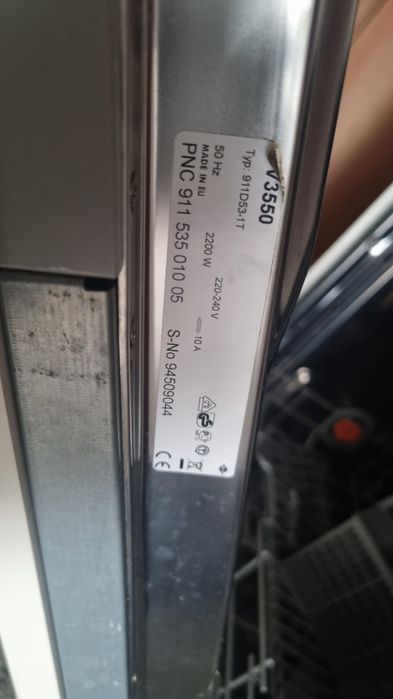 V3550
Typ: 911D53-1T
220-240 V 10 A
50 Hz 2200 W
MADE IN EU
PNC 911 535 010 05 S-No 94509044
CE